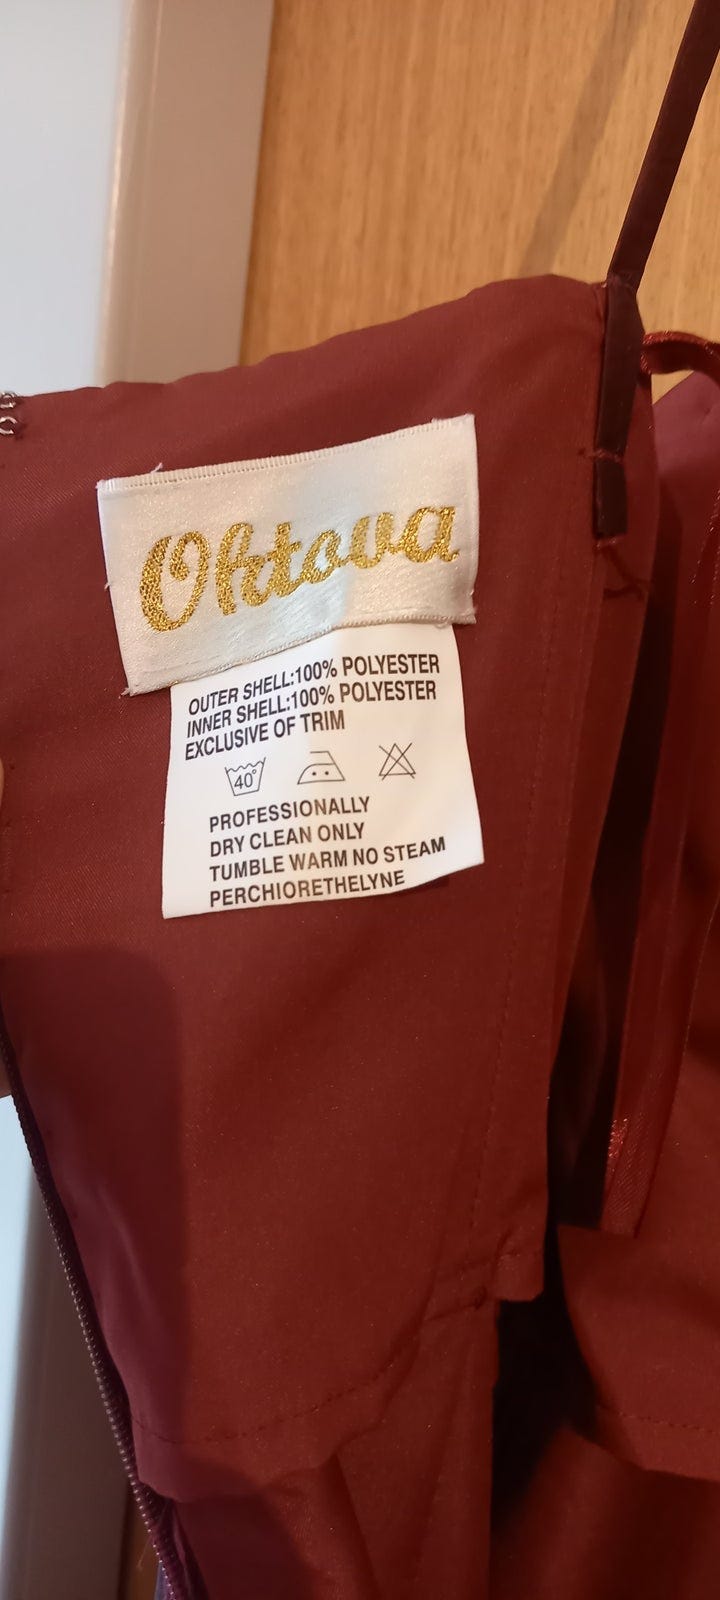 Oktova
OUTER SHELL:100% POLYESTER
INNER SHELL:100% POLYESTER
EXCLUSIVE OF TRIM
40°
PROFESSIONALLY
DRY CLEAN ONLY
TUMBLE WARM NO STEAM
PERCHIORETHELYNE